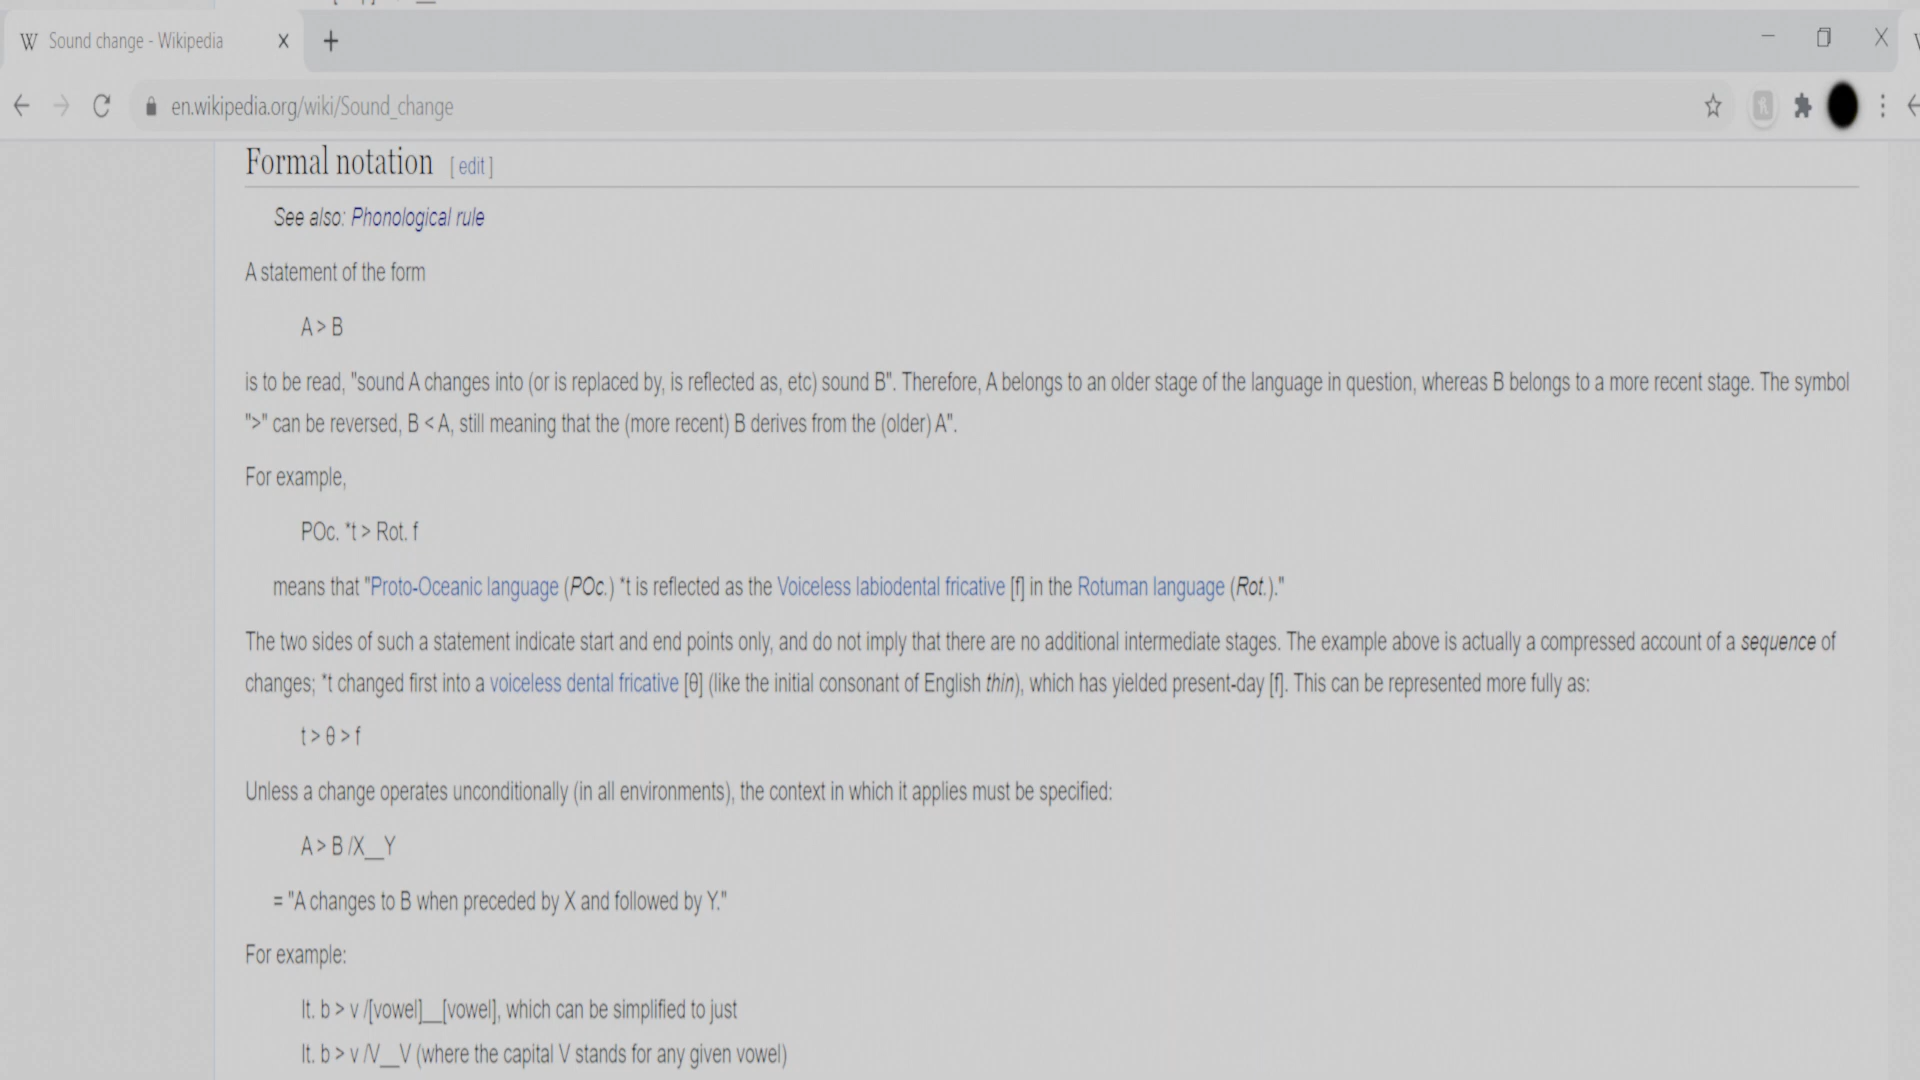 Sound change - Wikipedia
en.wikipedia.org/wiki/Sound_change
Formal notation [ edit ]
See also: Phonological rule
A statement of the form
A > B
is to be read, "sound A changes into (or is replaced by, is reflected as, etc) sound B". Therefore, A belongs to an older stage of the language in question, whereas B belongs to a more recent stage. The symbol
">" can be reversed, B < A, still meaning that the (more recent) B derives from the (older) A".
For example,
POc. *t > Rot. f
means that "Proto-Oceanic language (POc.) *t is reflected as the Voiceless labiodental fricative [f] in the Rotuman language (Rot.)."
The two sides of such a statement indicate start and end points only, and do not imply that there are no additional intermediate stages. The example above is actually a compressed account of a sequence of
changes; *t changed first into a voiceless dental fricative [θ] (like the initial consonant of English thin), which has yielded present-day [f]. This can be represented more fully as:
t > θ > f
Unless a change operates unconditionally (in all environments), the context in which it applies must be specified:
A > B /X__Y
= "A changes to B when preceded by X and followed by Y."
For example:
It. b > v /[vowel]__[vowel], which can be simplified to just
It. b > v /V__V (where the capital V stands for any given vowel)